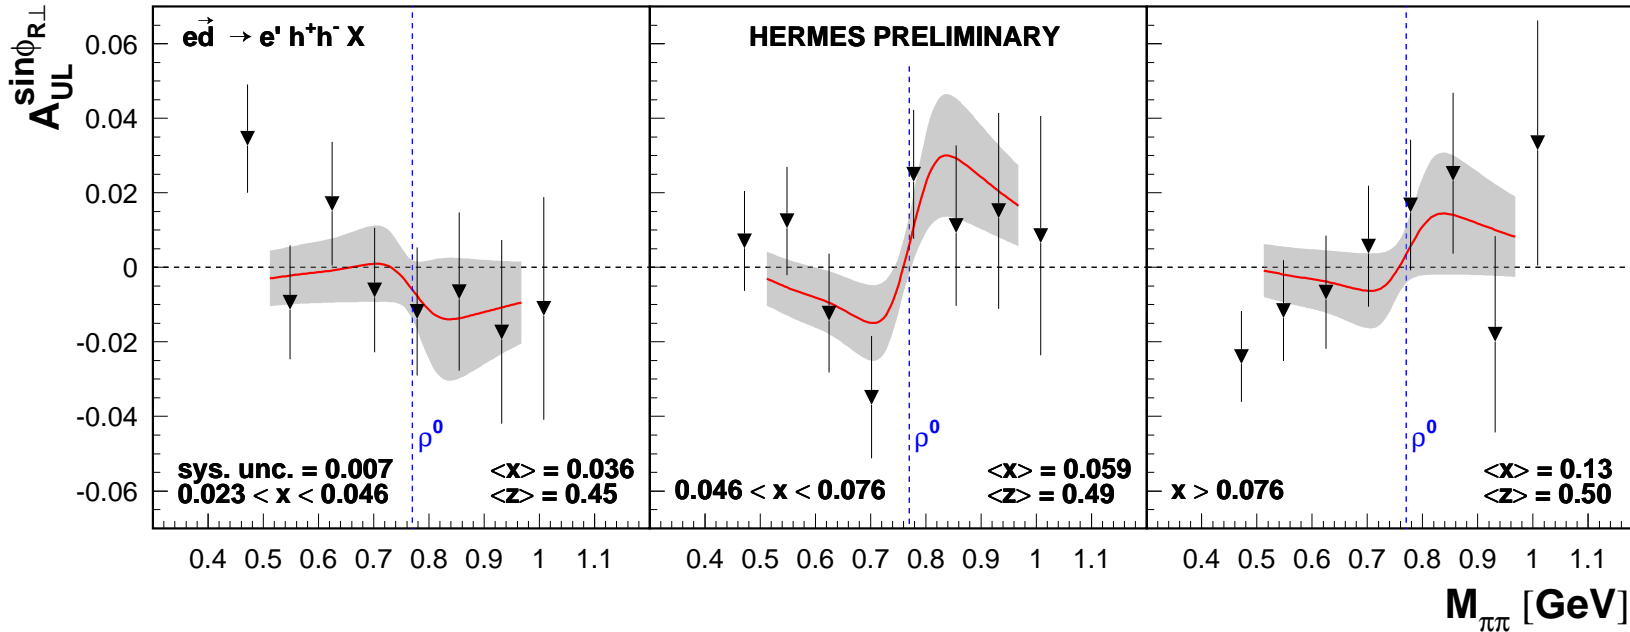 A_UL^sinϕ_R⊥
e→d → e' h⁺h⁻ X
HERMES PRELIMINARY
0.06
0.04
0.02
0
-0.02
-0.04
-0.06
ρ⁰
ρ⁰
ρ⁰
sys. unc. = 0.007
<x> = 0.036
0.023 < x < 0.046
<z> = 0.45
<x> = 0.059
0.046 < x < 0.076
<z> = 0.49
<x> = 0.13
x > 0.076
<z> = 0.50
0.4 0.5 0.6 0.7 0.8 0.9 1 1.1
0.4 0.5 0.6 0.7 0.8 0.9 1 1.1
0.4 0.5 0.6 0.7 0.8 0.9 1 1.1
M_ππ [GeV]